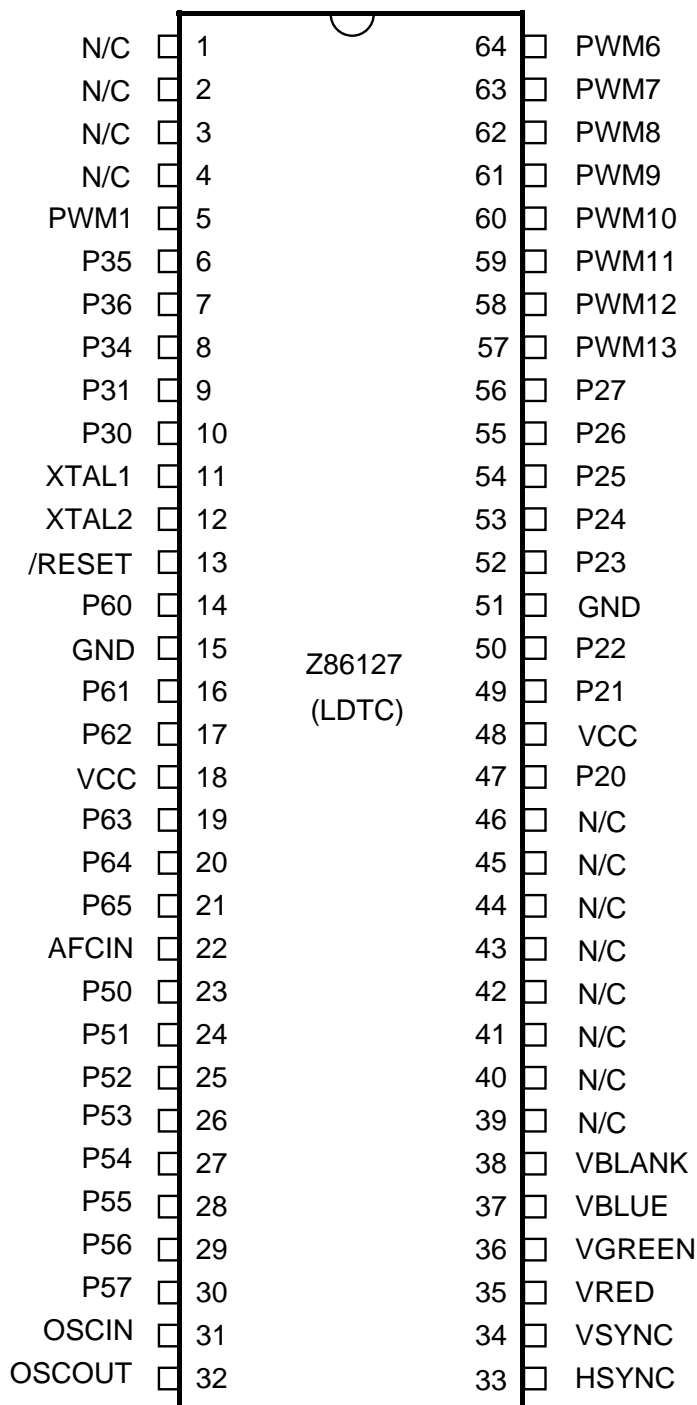 N/C 1 64 PWM6
N/C 2 63 PWM7
N/C 3 62 PWM8
N/C 4 61 PWM9
PWM1 5 60 PWM10
P35 6 59 PWM11
P36 7 58 PWM12
P34 8 57 PWM13
P31 9 56 P27
P30 10 55 P26
XTAL1 11 54 P25
XTAL2 12 53 P24
/RESET 13 52 P23
P60 14 51 GND
GND 15 50 P22
Z86127
P61 16 49 P21
(LDTC)
P62 17 48 VCC
VCC 18 47 P20
P63 19 46 N/C
P64 20 45 N/C
P65 21 44 N/C
AFCIN 22 43 N/C
P50 23 42 N/C
P51 24 41 N/C
P52 25 40 N/C
P53 26 39 N/C
P54 27 38 VBLANK
P55 28 37 VBLUE
P56 29 36 VGREEN
P57 30 35 VRED
OSCIN 31 34 VSYNC
OSCOUT 32 33 HSYNC